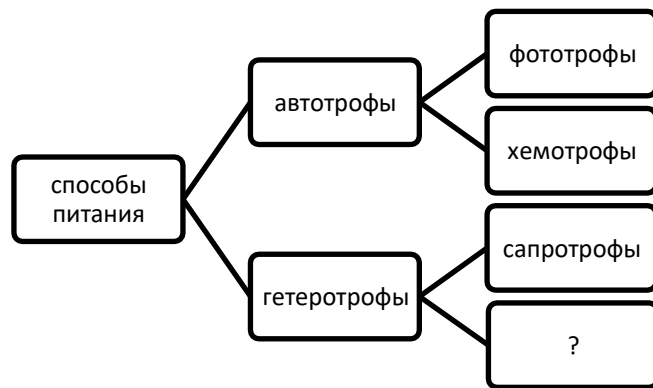 фототрофы
автотрофы
хемотрофы
способы
питания
сапротрофы
гетеротрофы
?